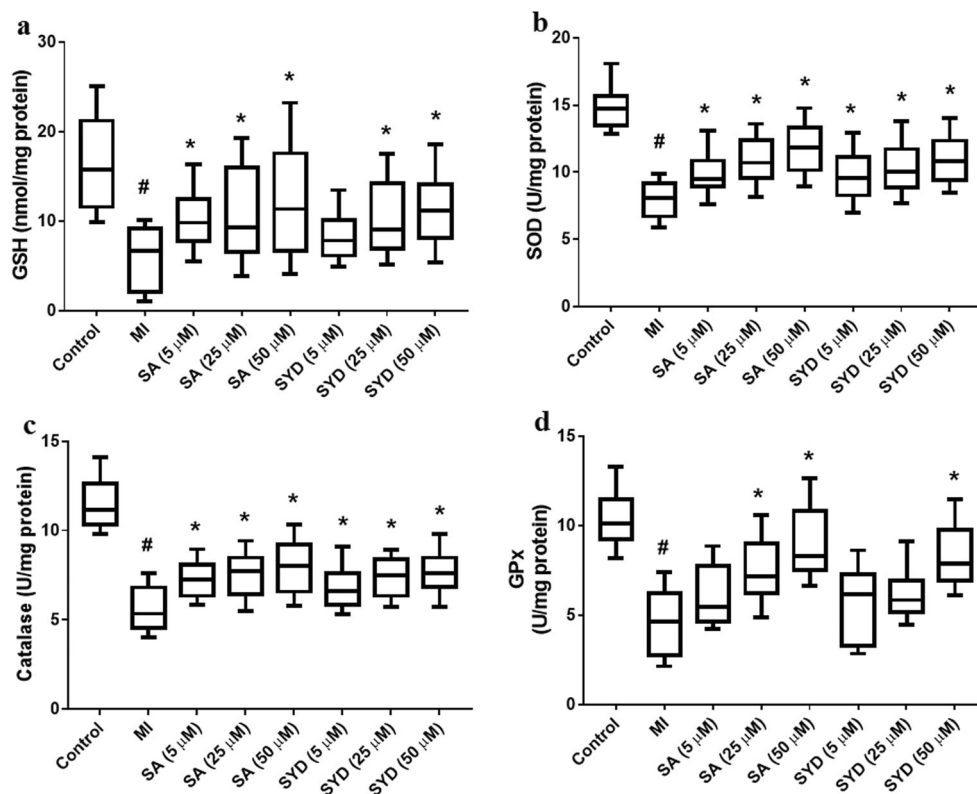 a
GSH (nmol/mg protein)
30
20
10
0
#
*
*
*
*
*
Control
MI
SA (5 μM)
SA (25 μM)
SA (50 μM)
SYD (5 μM)
SYD (25 μM)
SYD (50 μM)
b
SOD (U/mg protein)
20
15
10
5
0
#
*
*
*
*
*
*
Control
MI
SA (5 μM)
SA (25 μM)
SA (50 μM)
SYD (5 μM)
SYD (25 μM)
SYD (50 μM)
c
Catalase (U/mg protein)
15
10
5
0
#
*
*
*
*
*
*
Control
MI
SA (5 μM)
SA (25 μM)
SA (50 μM)
SYD (5 μM)
SYD (25 μM)
SYD (50 μM)
d
GPx
(U/mg protein)
15
10
5
0
#
*
*
*
Control
MI
SA (5 μM)
SA (25 μM)
SA (50 μM)
SYD (5 μM)
SYD (25 μM)
SYD (50 μM)